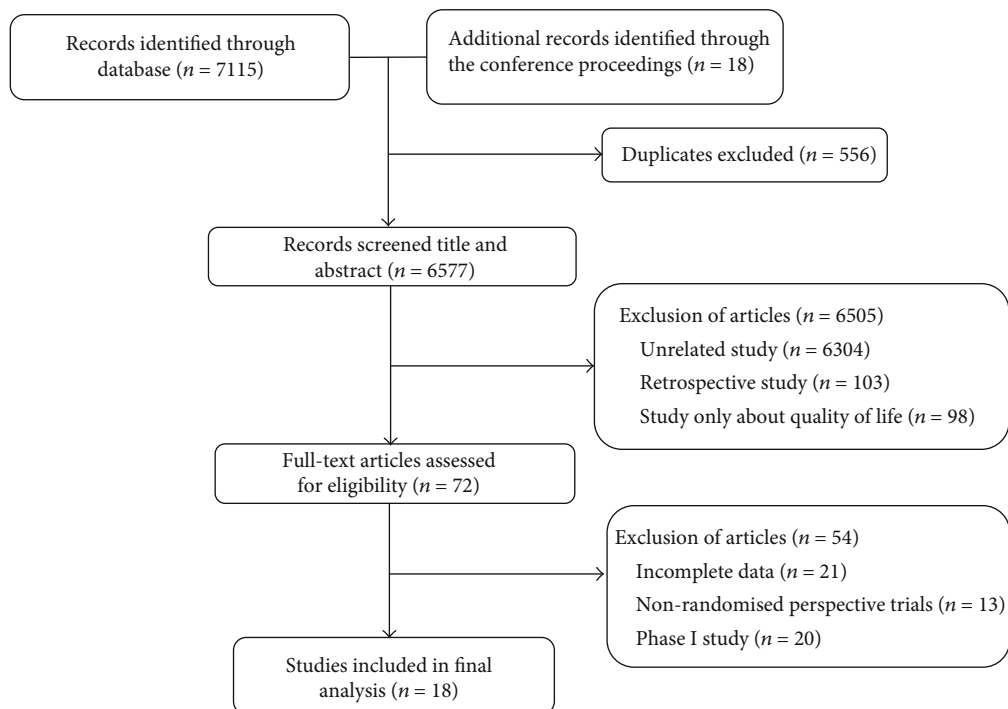 Records identified through
database (n = 7115)
Additional records identified through
the conference proceedings (n = 18)
Duplicates excluded (n = 556)
Records screened title and
abstract (n = 6577)
Exclusion of articles (n = 6505)
Unrelated study (n = 6304)
Retrospective study (n = 103)
Study only about quality of life (n = 98)
Full-text articles assessed
for eligibility (n = 72)
Exclusion of articles (n = 54)
Incomplete data (n = 21)
Non-randomised perspective trials (n = 13)
Phase I study (n = 20)
Studies included in final
analysis (n = 18)